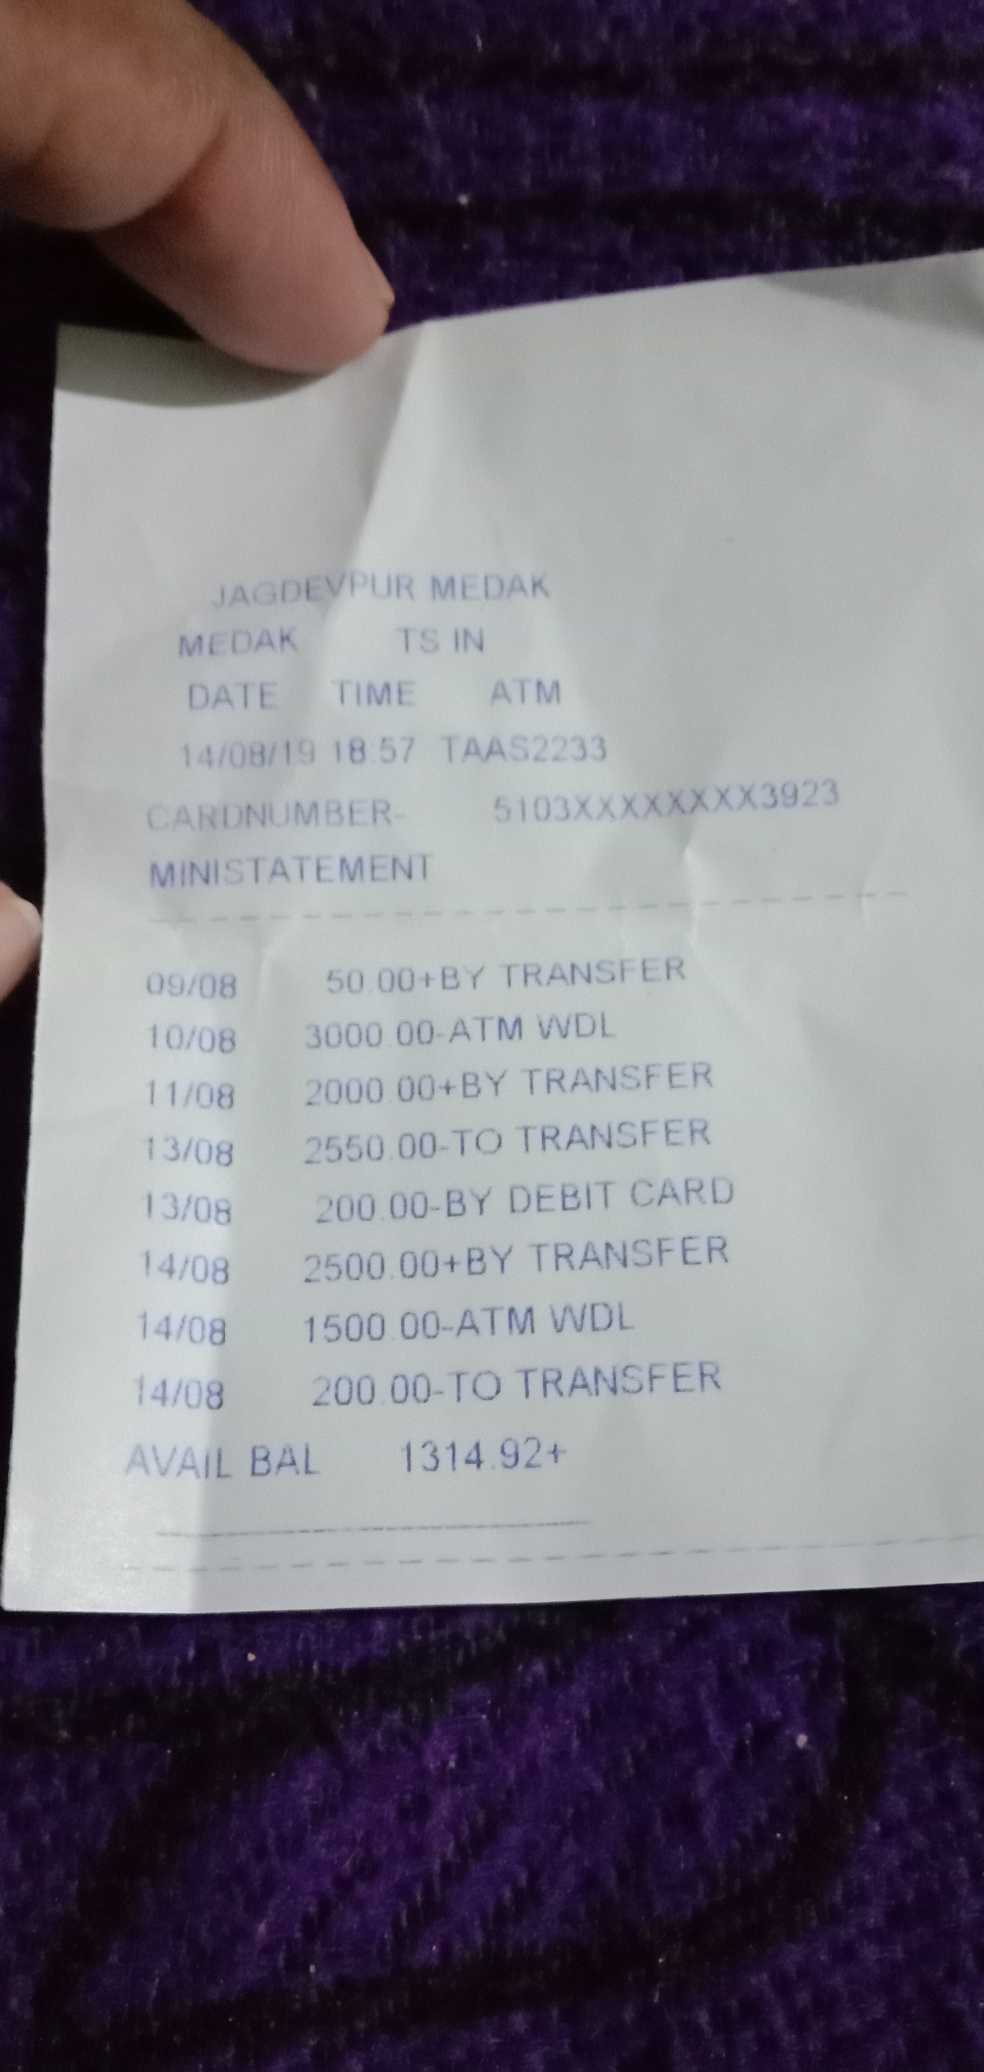 JAGDEVPUR MEDAK
MEDAK TS IN
DATE TIME ATM
14/08/19 18:57 TAAS2233
CARDNUMBER- 5103XXXXXXXX3923
MINISTATEMENT
09/08 50.00+BY TRANSFER
10/08 3000.00-ATM WDL
11/08 2000.00+BY TRANSFER
13/08 2550.00-TO TRANSFER
13/08 200.00-BY DEBIT CARD
14/08 2500.00+BY TRANSFER
14/08 1500.00-ATM WDL
14/08 200.00-TO TRANSFER
AVAIL BAL 1314.92+